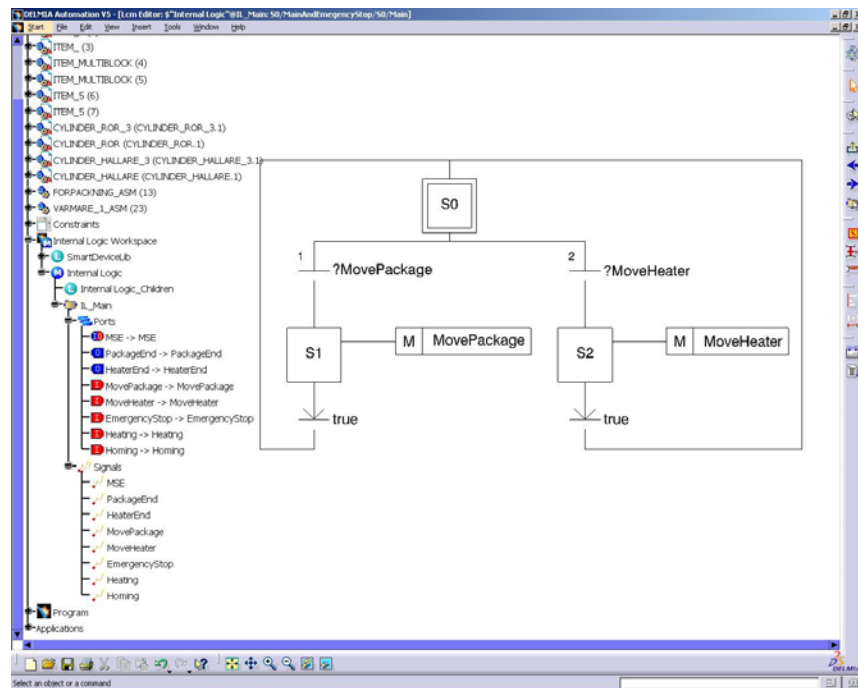 DELMIA Automation V5 - [Lcm Editor: $"Internal Logic"@IL_Main: S0/MainAndEmegencyStop/S0/Main]
Start File Edit View Insert Tools Window Help
ITEM_ (3)
ITEM_MULTIBLOCK (4)
ITEM_MULTIBLOCK (5)
ITEM_5 (6)
ITEM_5 (7)
CYLINDER_ROR_3 (CYLINDER_ROR_3.1)
CYLINDER_ROR (CYLINDER_ROR.1)
CYLINDER_HALLARE_3 (CYLINDER_HALLARE_3.1)
CYLINDER_HALLARE (CYLINDER_HALLARE.1)
FORPACKNING_ASM (13)
VARMARE_1_ASM (23)
Constraints
Internal Logic Workspace
SmartDeviceLib
Internal Logic
Internal Logic_Children
IL_Main
Ports
MSE -> MSE
PackageEnd -> PackageEnd
HeaterEnd -> HeaterEnd
MovePackage -> MovePackage
MoveHeater -> MoveHeater
EmergencyStop -> EmergencyStop
Heating -> Heating
Homing -> Homing
Signals
MSE
PackageEnd
HeaterEnd
MovePackage
MoveHeater
EmergencyStop
Heating
Homing
Program
Applications
S0
1
?MovePackage
2
?MoveHeater
S1
M MovePackage
S2
M MoveHeater
true
true
DELMIA
Select an object or a command